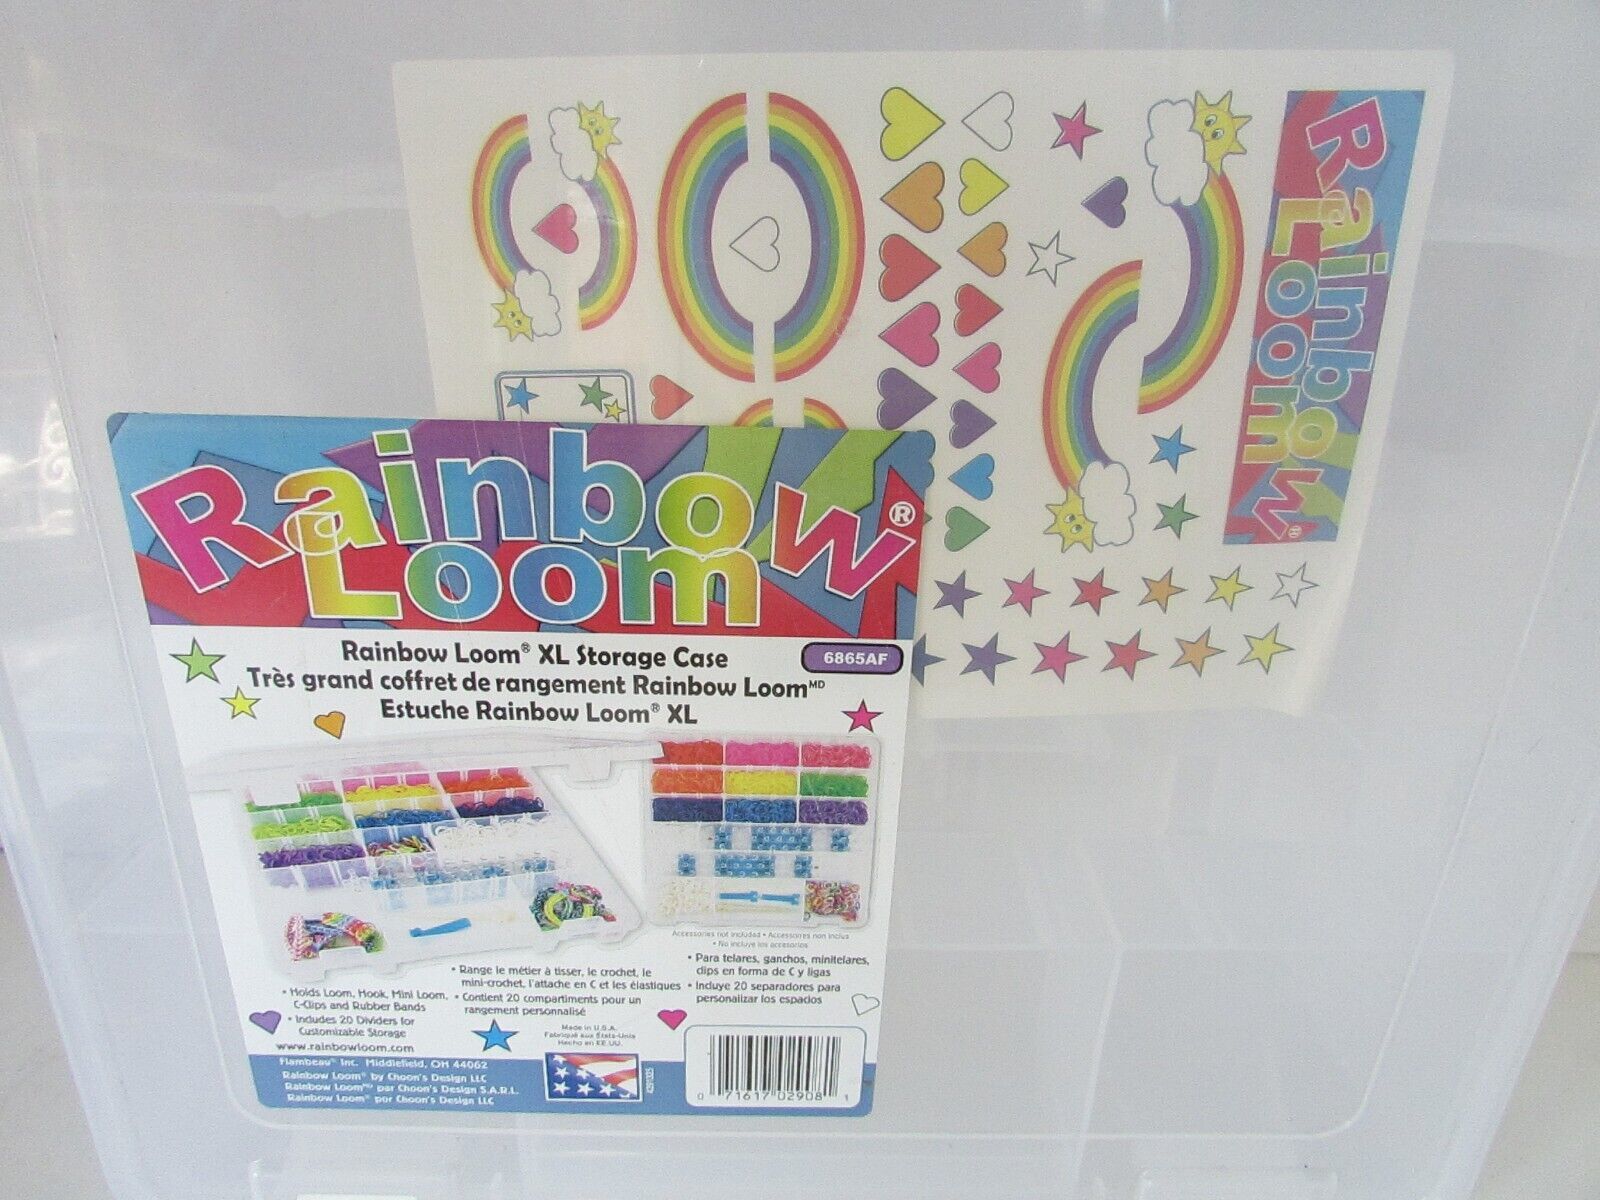 Rainbow
Loom®
Rainbow®
Loom
Rainbow Loom® XL Storage Case
6865AF
Très grand coffret de rangement Rainbow Loom MD
Estuche Rainbow Loom® XL
Accessories not included • Accessoires non inclus
• No incluye los accesorios
• Holds Loom, Hook, Mini Loom,
C-Clips and Rubber Bands
• Includes 20 Dividers for
Customizable Storage
www.rainbowloom.com
• Range le métier à tisser, le crochet, le
mini-crochet, l'attache en C et les élastiques
• Contient 20 compartiments pour un
rangement personnalisé
• Para telares, ganchos, minitelares,
clips en forma de C y ligas
• Incluye 20 separadores para
personalizar los espacios
Made in U.S.A.
Fabriqué aux États-Unis
Hecho en EE.UU.
Flambeau® Inc. Middlefield, OH 44062
Rainbow Loom® by Choon's Design LLC
Rainbow Loom MD par Choon's Design S.A.R.L.
Rainbow Loom® por Choon's Design LLC
0 71617 02908 1